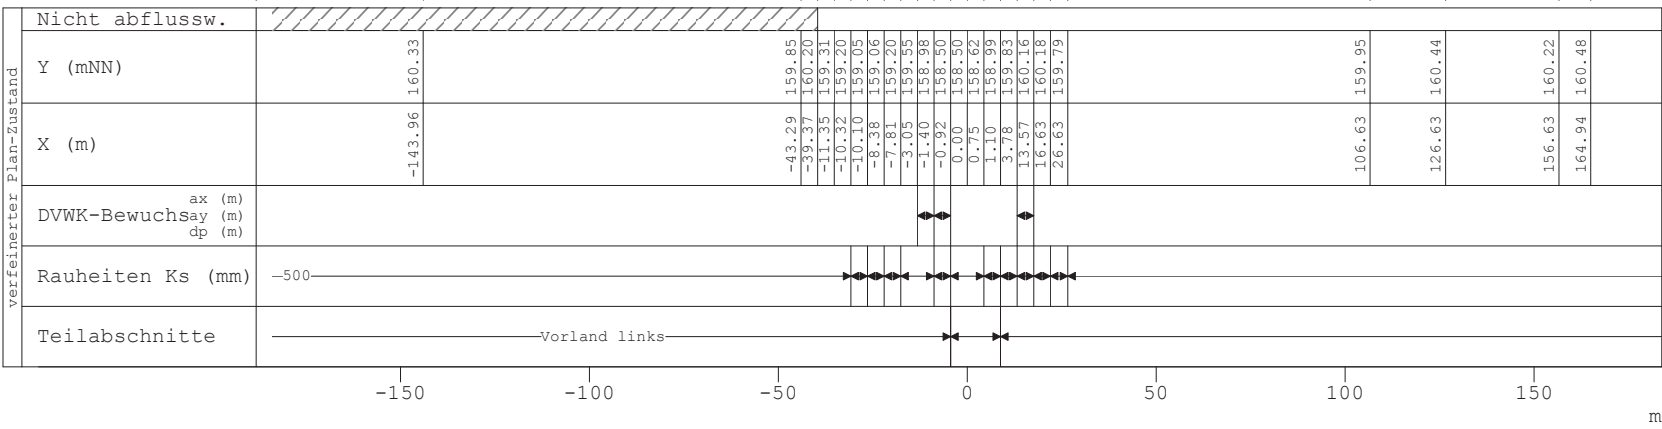 verfeinerter Plan-Zustand
Nicht abflussw.
Y (mNN) 160.33 159.85 160.20 159.31 159.20 159.05 159.06 159.20 159.55 158.98 158.50 158.50 158.62 158.99 159.83 160.16 160.18 159.79 159.95 160.44 160.22 160.48
X (m) -143.96 -43.29 -39.37 -11.35 -10.32 -10.10 -8.38 -7.81 -3.05 -1.40 -0.92 0.00 0.75 1.10 3.78 13.57 16.63 26.63 106.63 126.63 156.63 164.94
DVWK-Bewuchs ax (m)
ay (m)
dp (m)
Rauheiten Ks (mm) 500
Teilabschnitte Vorland links
-150 -100 -50 0 50 100 150
m